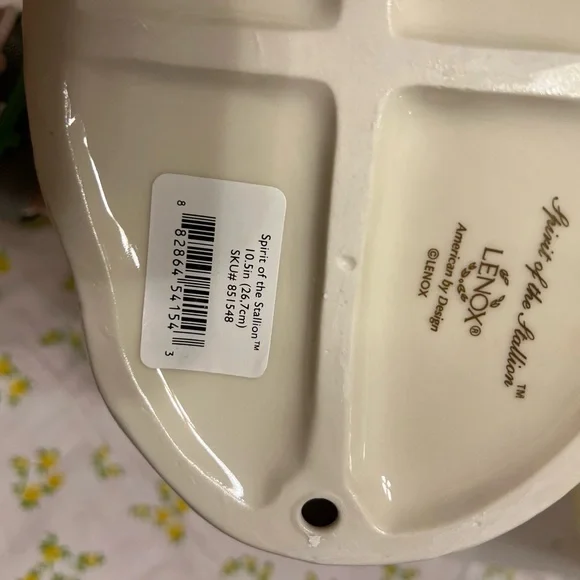 Spirit of the Stallion™
10.5in (26,7cm)
SKU# 851548
8 82864 54154 3
Spirit of the Stallion™
LENOX®
American by Design
©LENOX